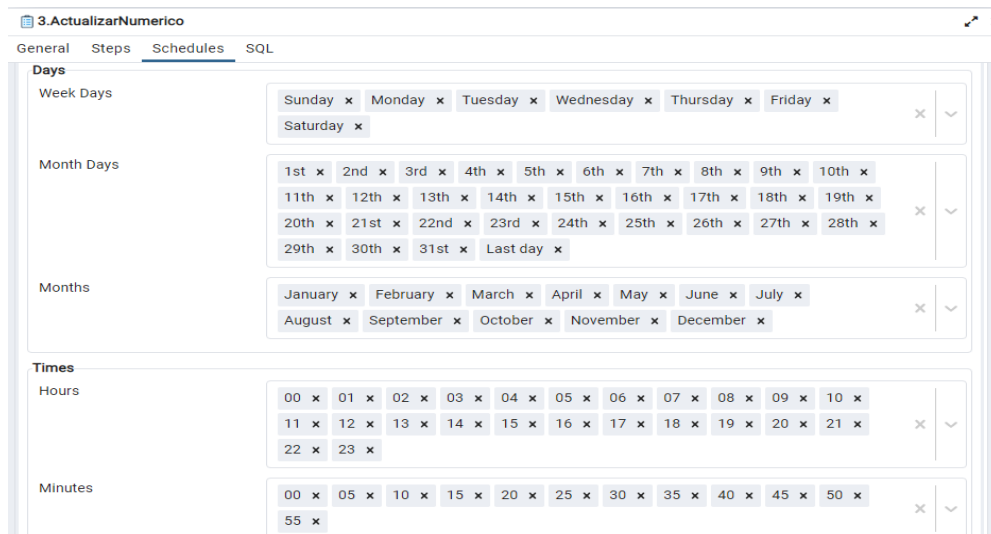 3.ActualizarNumerico
General Steps Schedules SQL
Days
Week Days
Sunday × Monday × Tuesday × Wednesday × Thursday × Friday ×
Saturday ×
Month Days
1st × 2nd × 3rd × 4th × 5th × 6th × 7th × 8th × 9th × 10th ×
11th × 12th × 13th × 14th × 15th × 16th × 17th × 18th × 19th ×
20th × 21st × 22nd × 23rd × 24th × 25th × 26th × 27th × 28th ×
29th × 30th × 31st × Last day ×
Months
January × February × March × April × May × June × July ×
August × September × October × November × December ×
Times
Hours
00 × 01 × 02 × 03 × 04 × 05 × 06 × 07 × 08 × 09 × 10 ×
11 × 12 × 13 × 14 × 15 × 16 × 17 × 18 × 19 × 20 × 21 ×
22 × 23 ×
Minutes
00 × 05 × 10 × 15 × 20 × 25 × 30 × 35 × 40 × 45 × 50 ×
55 ×